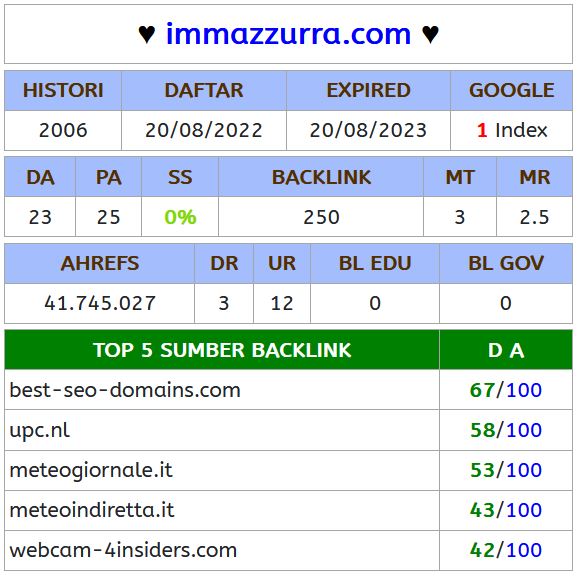 ♥ immazzurra.com ♥
HISTORI DAFTAR EXPIRED GOOGLE
2006 20/08/2022 20/08/2023 1 Index
DA PA SS BACKLINK MT MR
23 25 0% 250 3 2.5
AHREFS DR UR BL EDU BL GOV
41.745.027 3 12 0 0
TOP 5 SUMBER BACKLINK D A
best-seo-domains.com 67/100
upc.nl 58/100
meteogiornale.it 53/100
meteoindiretta.it 43/100
webcam-4insiders.com 42/100